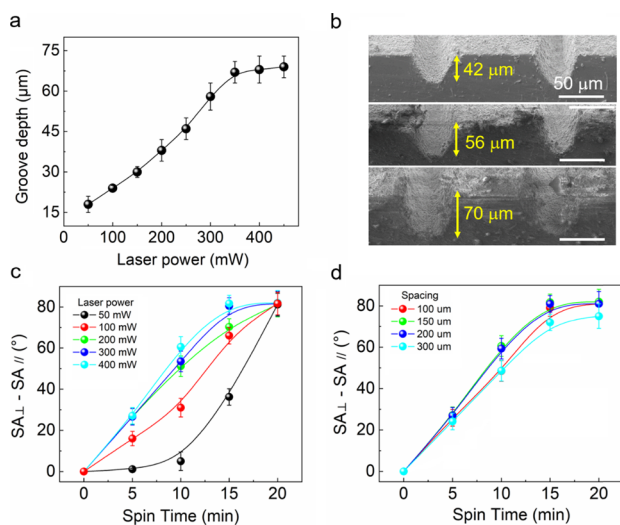 a
Groove depth (μm)
75
60
45
30
15
0 100 200 300 400
Laser power (mW)
b
42 μm
50 μm
56 μm
70 μm
c
SA⊥ - SA // (°)
80
60
40
20
0
Laser power
50 mW
100 mW
200 mW
300 mW
400 mW
0 5 10 15 20
Spin Time (min)
d
SA⊥ - SA // (°)
80
60
40
20
0
Spacing
100 um
150 um
200 um
300 um
0 5 10 15 20
Spin Time (min)